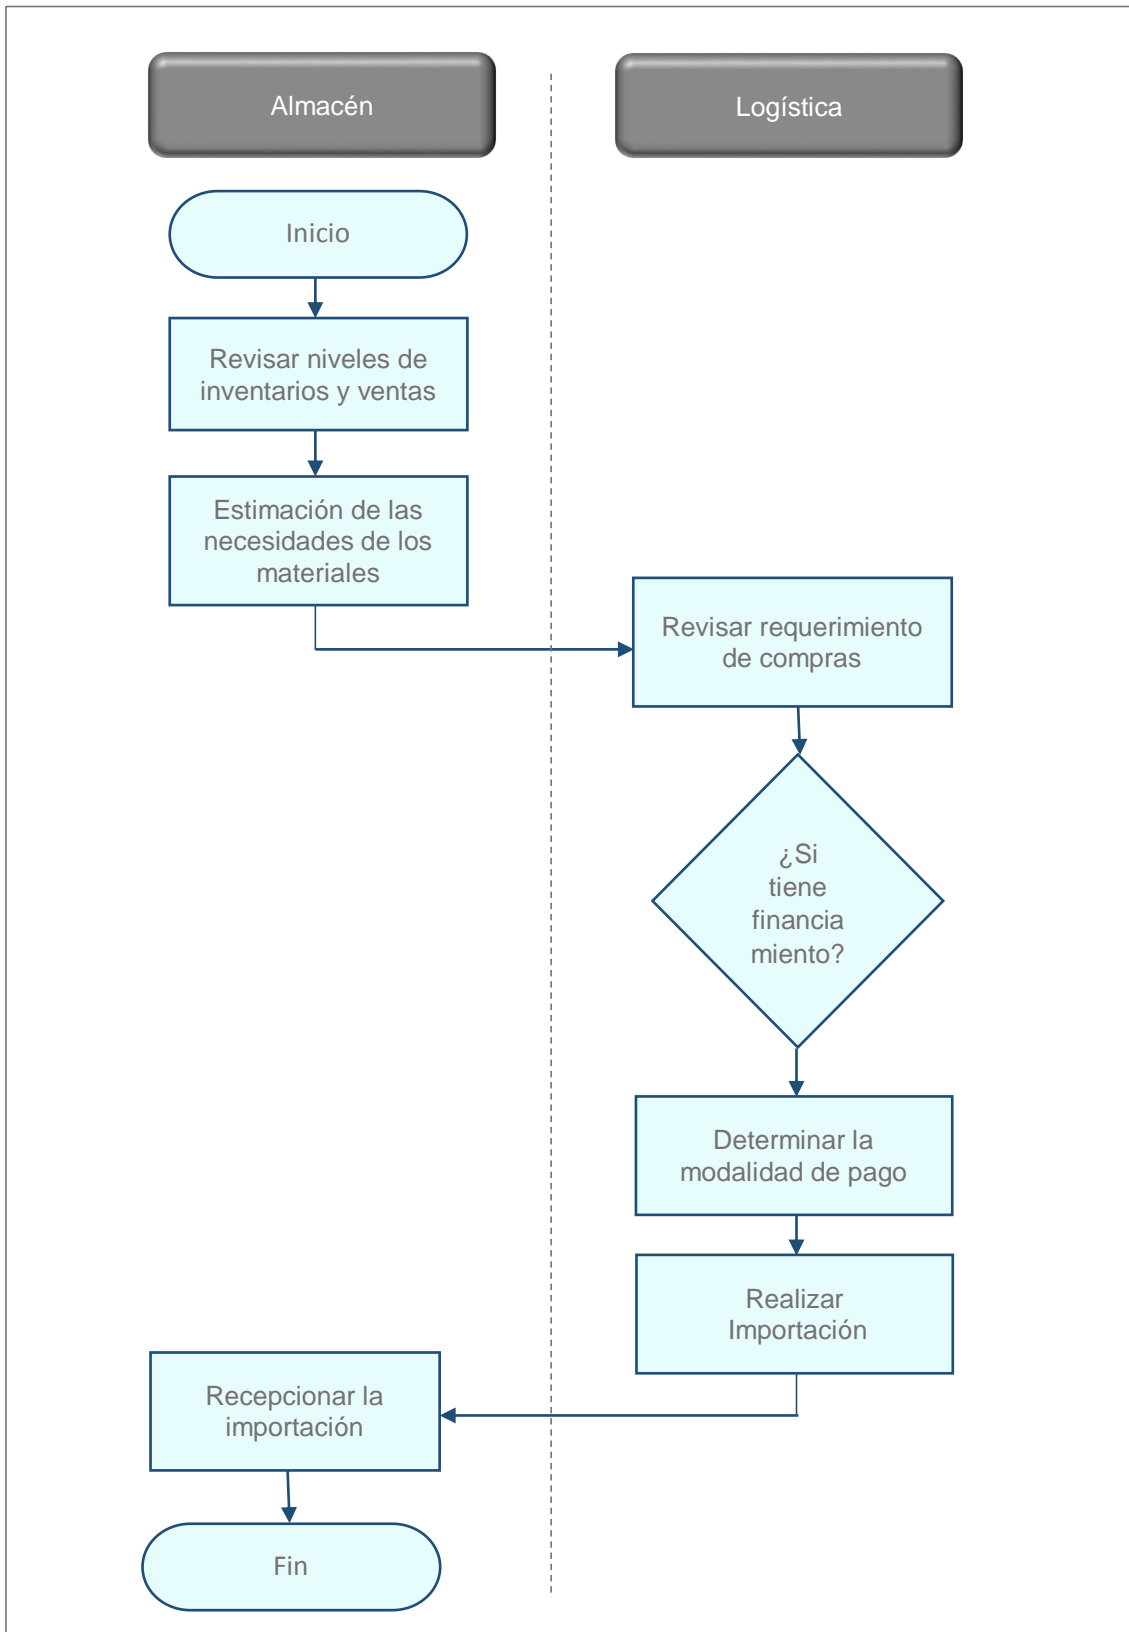 Almacén
Logística
Inicio
Revisar niveles de
inventarios y ventas
Estimación de las
necesidades de los
materiales
Revisar requerimiento
de compras
¿Si
tiene
financia
miento?
Determinar la
modalidad de pago
Realizar
Importación
Recepcionar la
importación
Fin